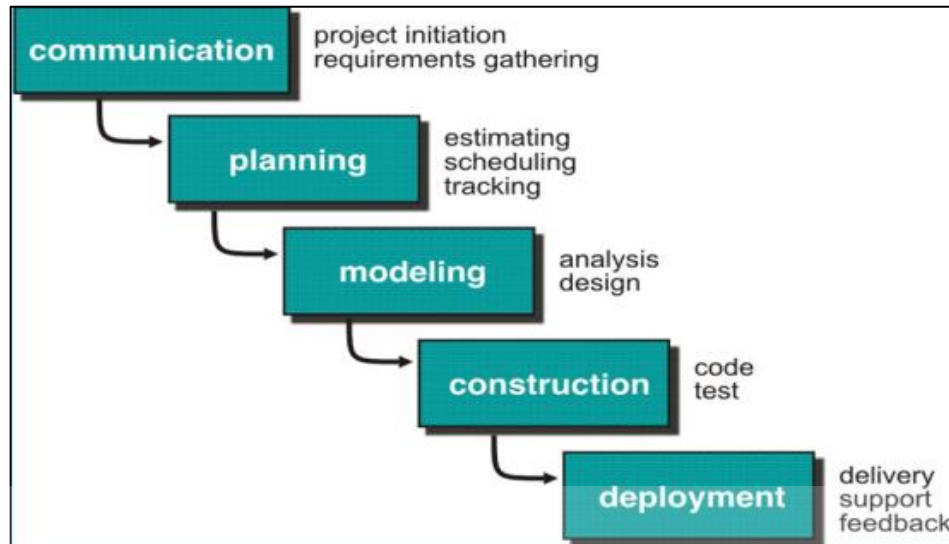 communication
project initiation
requirements gathering
planning
estimating
scheduling
tracking
modeling
analysis
design
construction
code
test
deployment
delivery
support
feedback